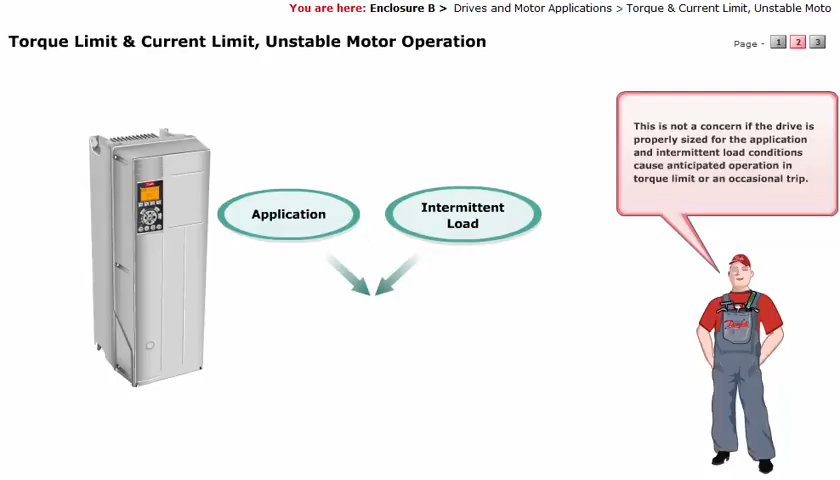 You are here: Enclosure B > Drives and Motor Applications > Torque & Current Limit, Unstable Moto
Torque Limit & Current Limit, Unstable Motor Operation
Page - 1 2 3
This is not a concern if the drive is
properly sized for the application
and intermittent load conditions
cause anticipated operation in
torque limit or an occasional trip.
Application
Intermittent
Load
Danfoss